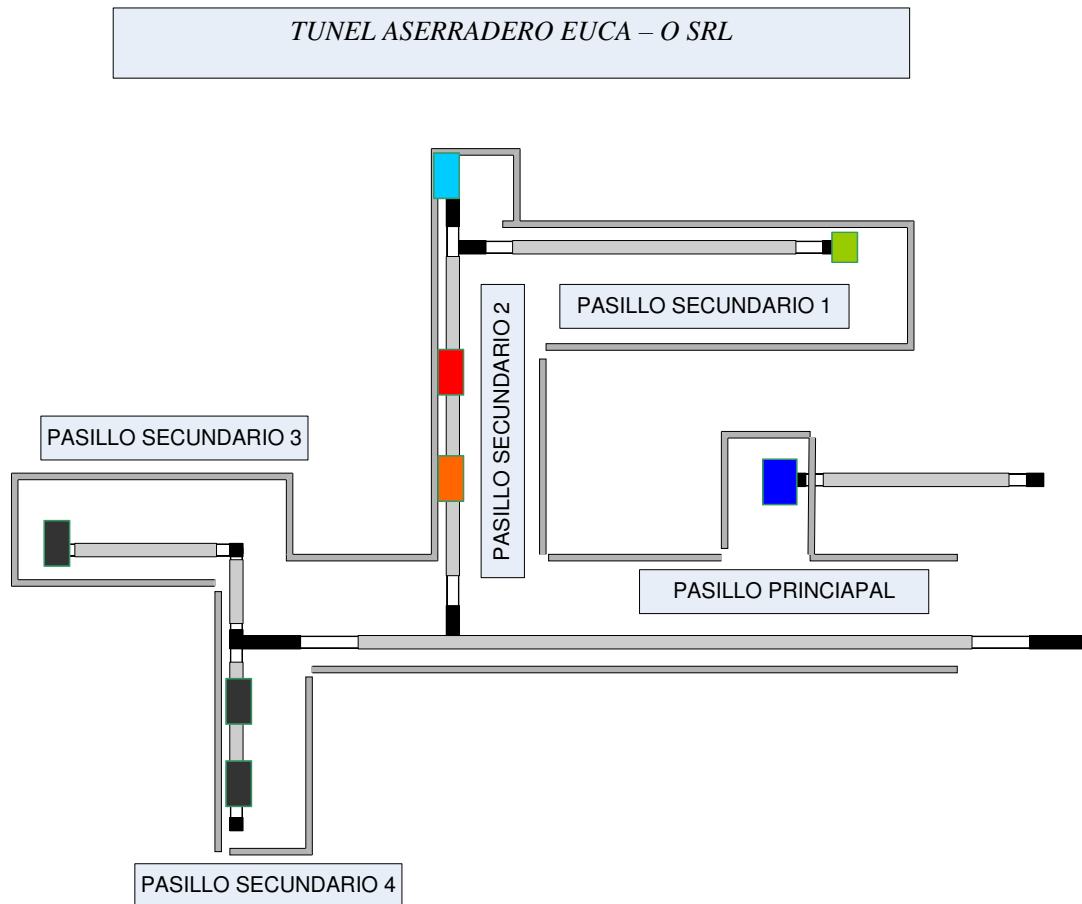 TUNEL ASERRADERO EUCA – O SRL
PASILLO SECUNDARIO 1
PASILLO SECUNDARIO 2
PASILLO SECUNDARIO 3
PASILLO PRINCIAPAL
PASILLO SECUNDARIO 4